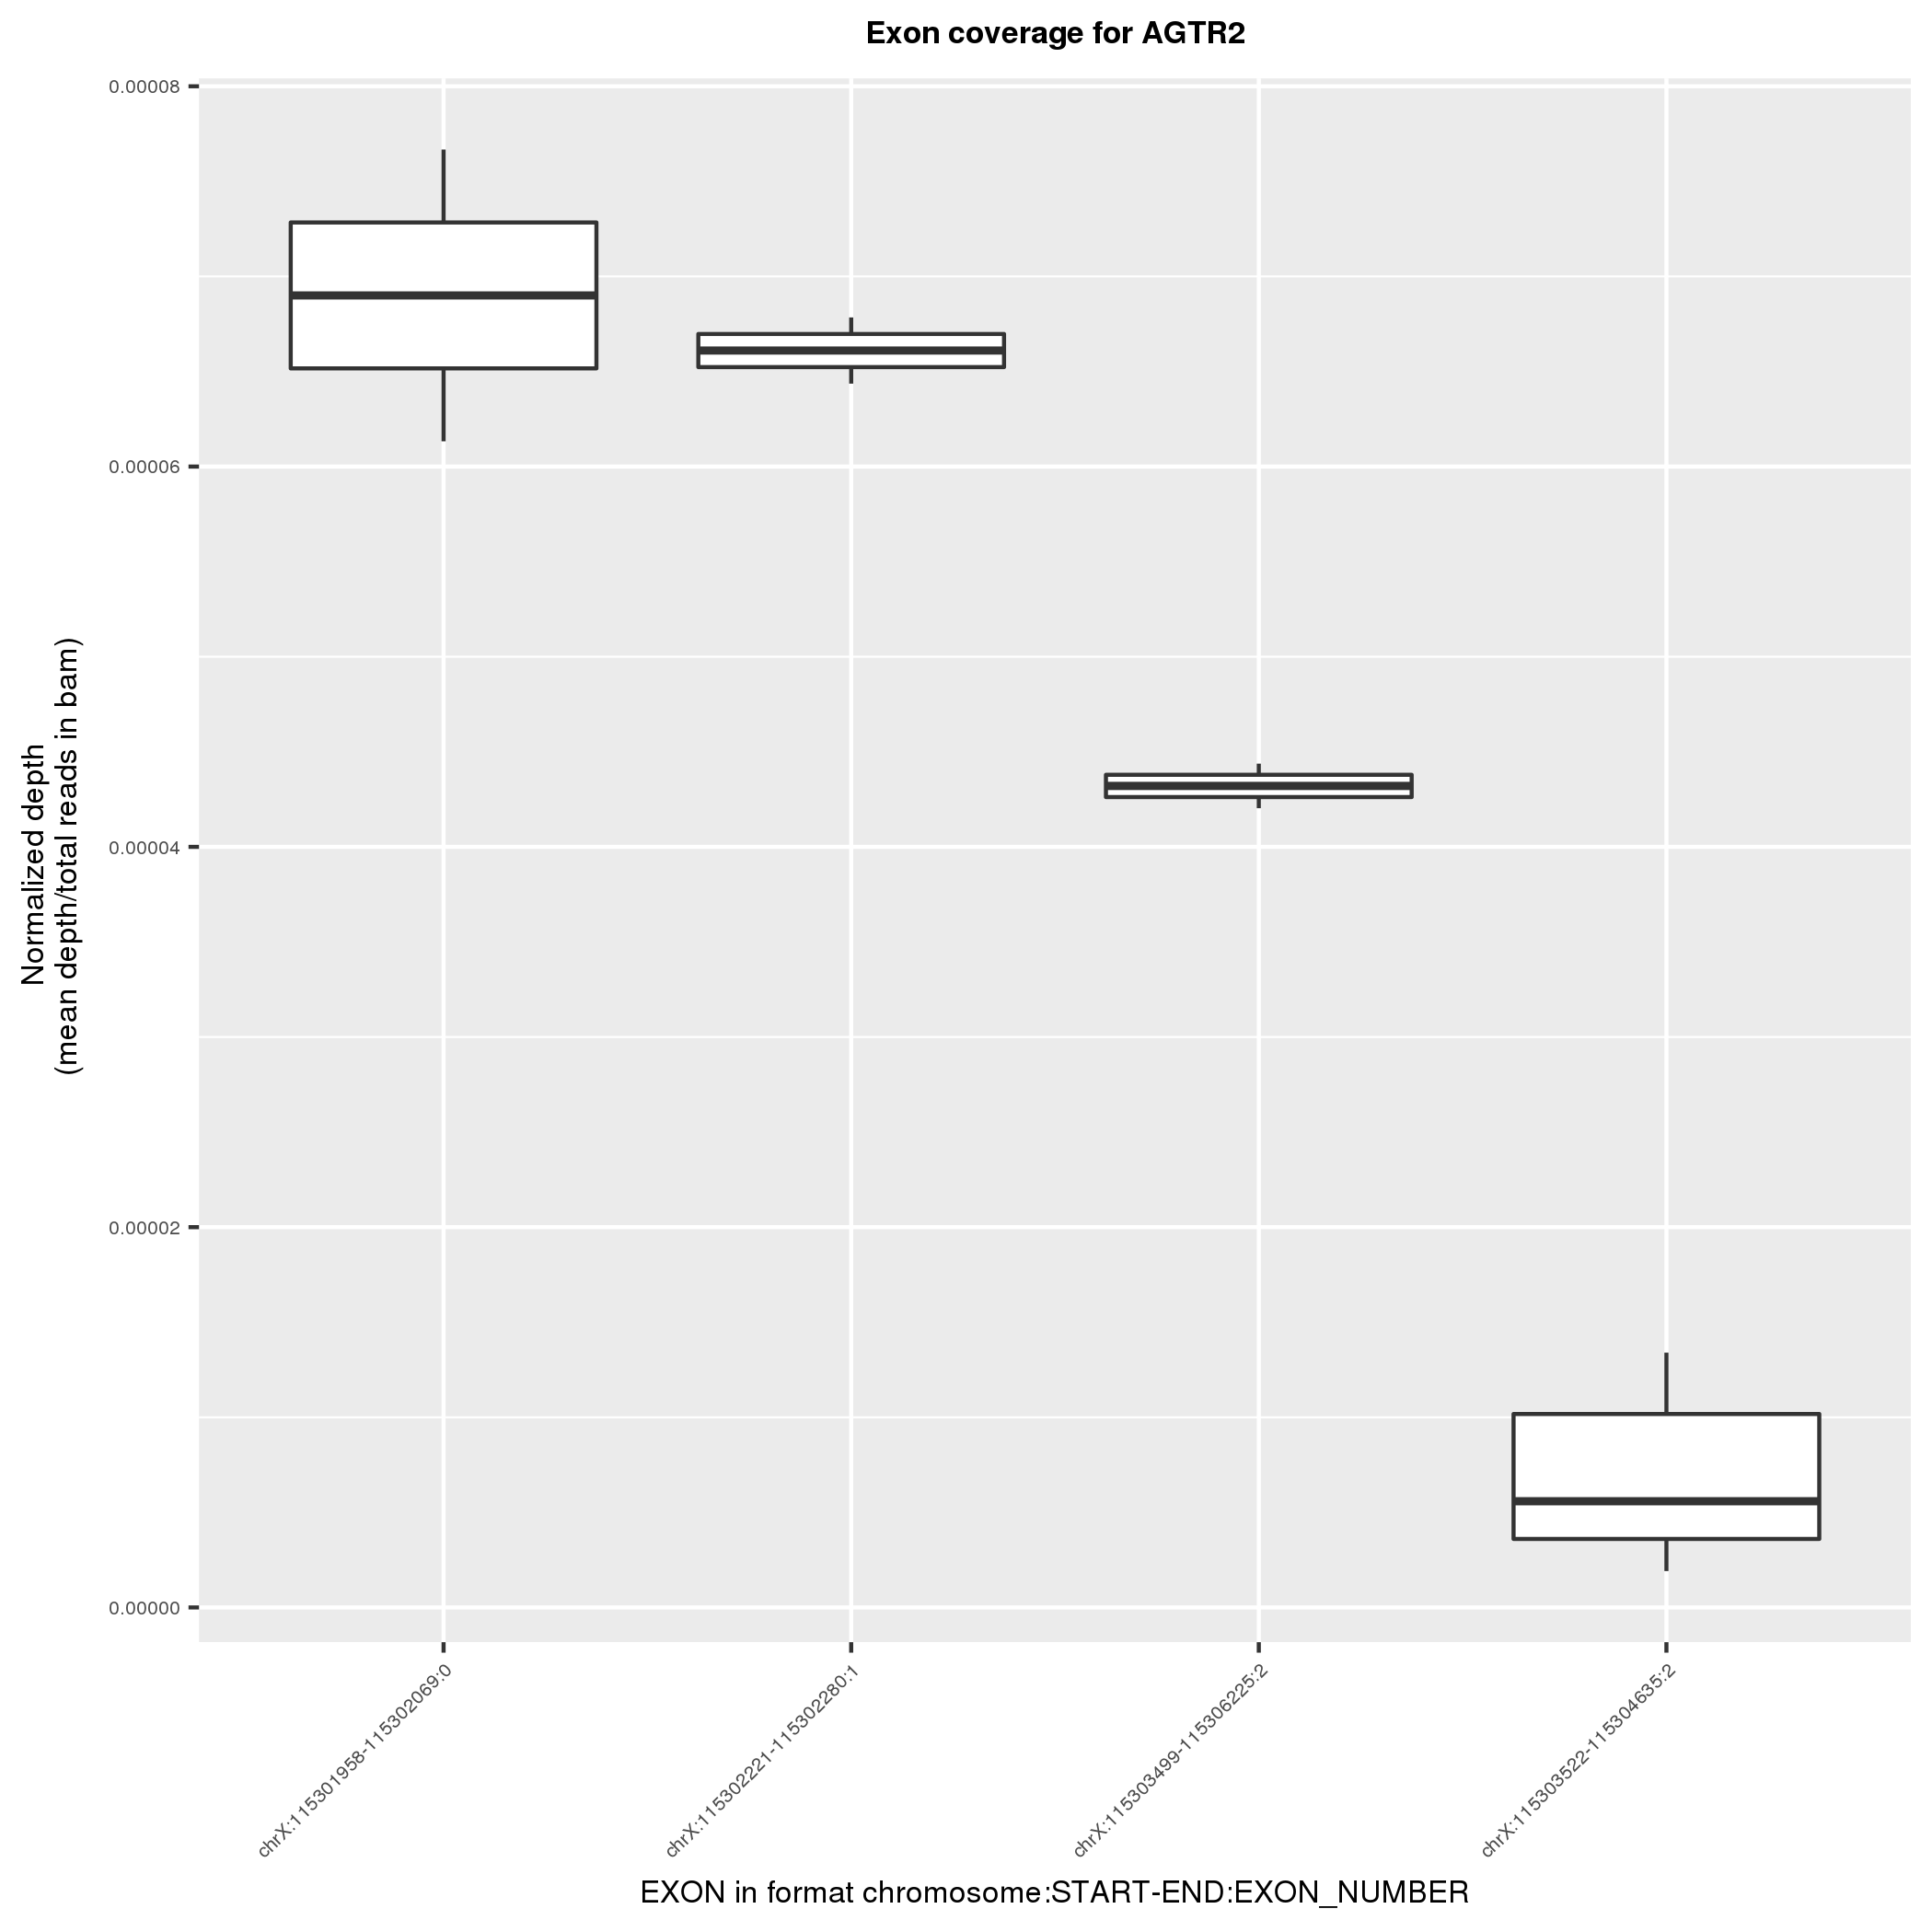 Exon coverage for AGTR2
0.00008
0.00006
0.00004
0.00002
0.00000
Normalized depth
(mean depth/total reads in bam)
chrX:115301958-115302069:0
chrX:115302221-115302280:1
chrX:115303499-115306225:2
chrX:115303522-115304635:2
EXON in format chromosome:START-END:EXON_NUMBER